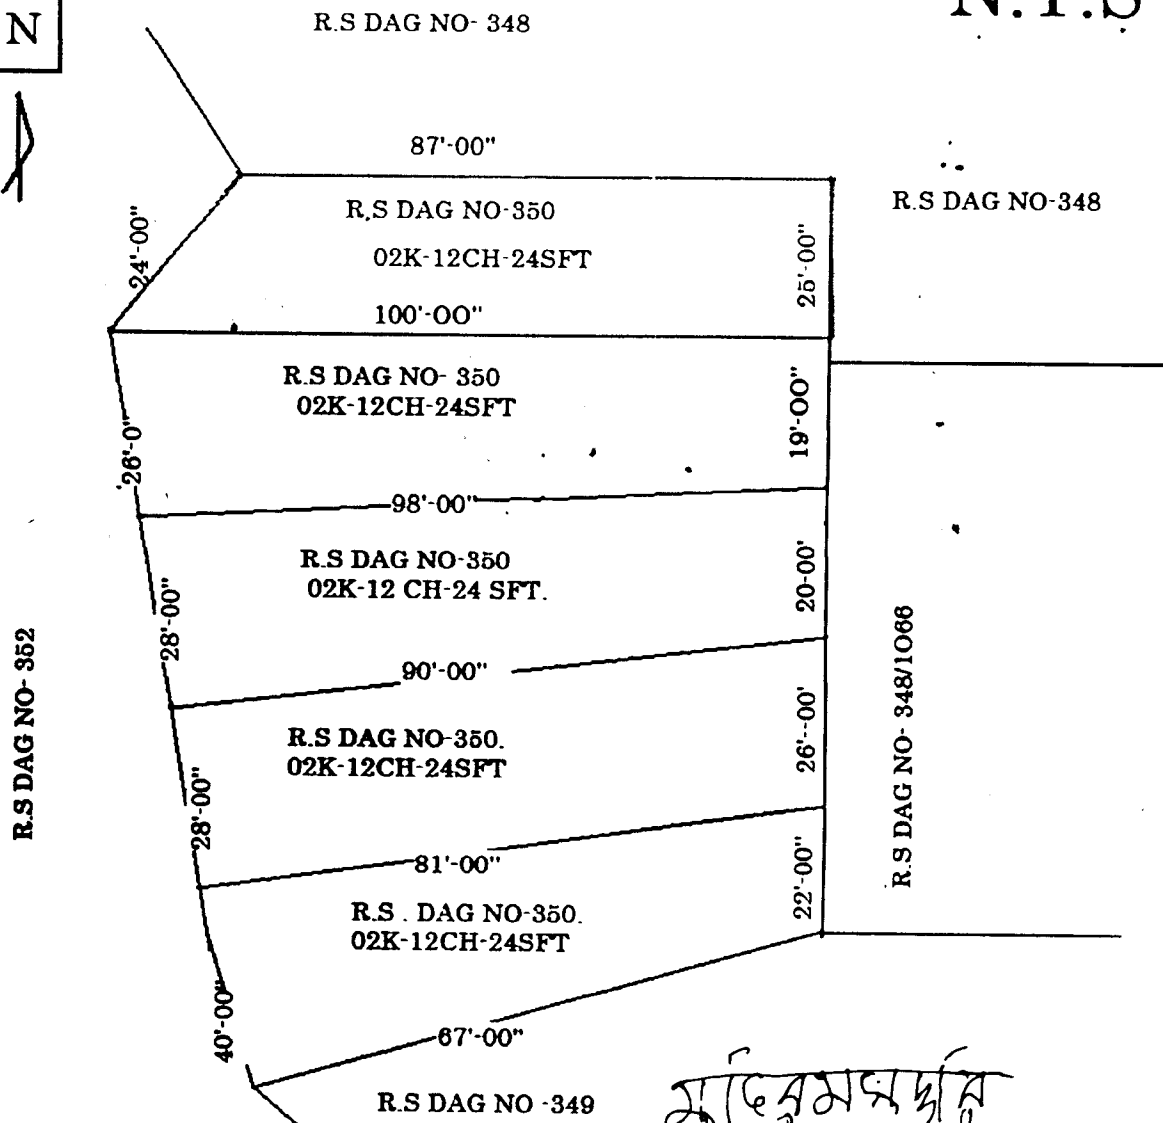 N
N.T.S
R.S DAG NO- 348
87'-00"
R.S DAG NO-350
02K-12CH-24SFT
R.S DAG NO-348
24'-00"
25'-00"
100'-OO"
R.S DAG NO- 350
02K-12CH-24SFT
19'-OO"
26'-0"
98'-00"
R.S DAG NO-350
02K-12 CH-24 SFT.
20-00'
28'-00"
90'-00"
R.S DAG NO- 352
R.S DAG NO-350.
02K-12CH-24SFT
26'--00'
R.S DAG NO- 348/1O66
28'-00"
81'-00"
R.S . DAG NO-350.
02K-12CH-24SFT
22'-00"
40'-00"
67'-00"
R.S DAG NO -349